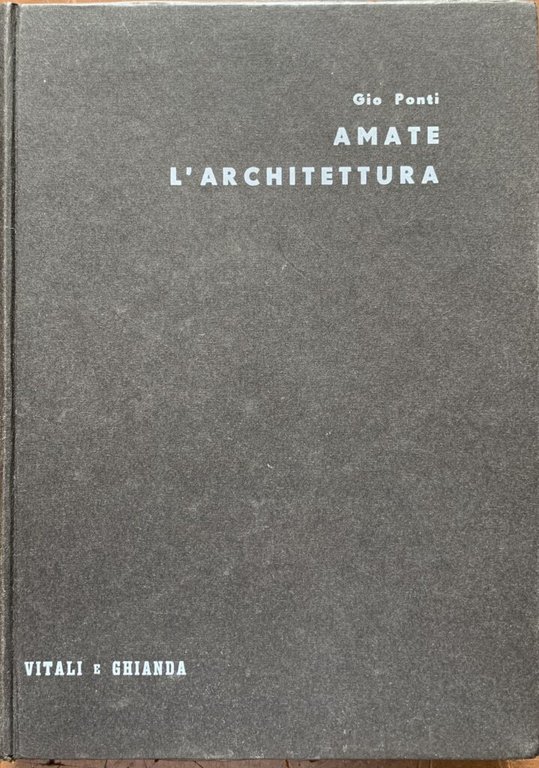 Gio Ponti
AMATE
L'ARCHITETTURA
VITALI E GHIANDA